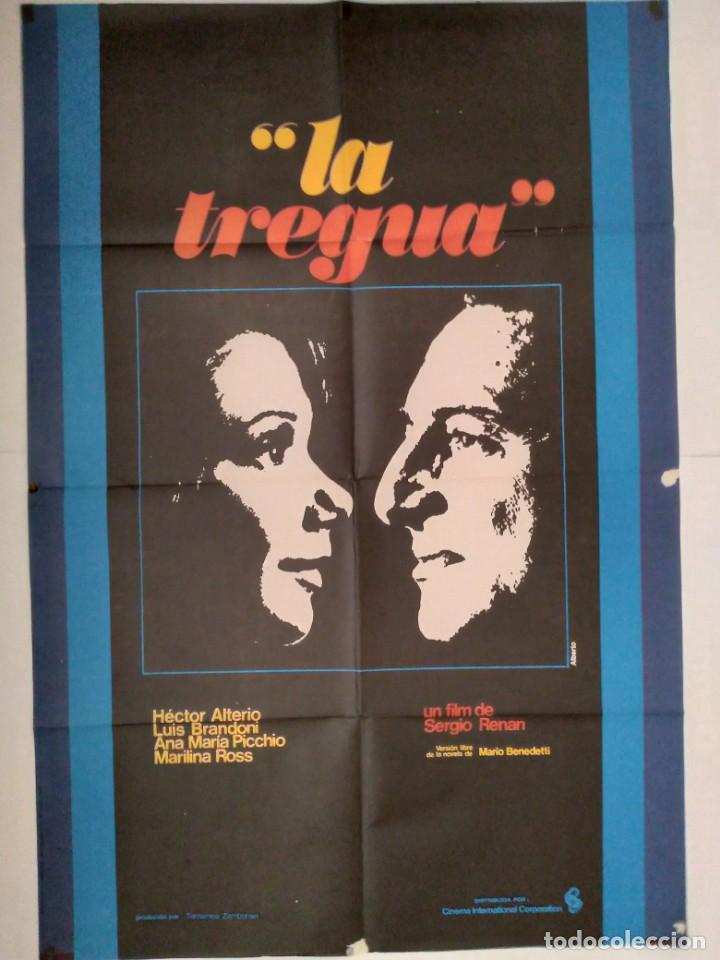 “la
tregua”
Alberto
Héctor Alterio
Luis Brandoni
Ana María Picchio
Marilina Ross
un film de
Sergio Renan
Versión libre
de la novela de Mario Benedetti
producida por Tamames Zemborain
DISTRIBUIDA POR:
Cinema International Corporation
todocoleccion